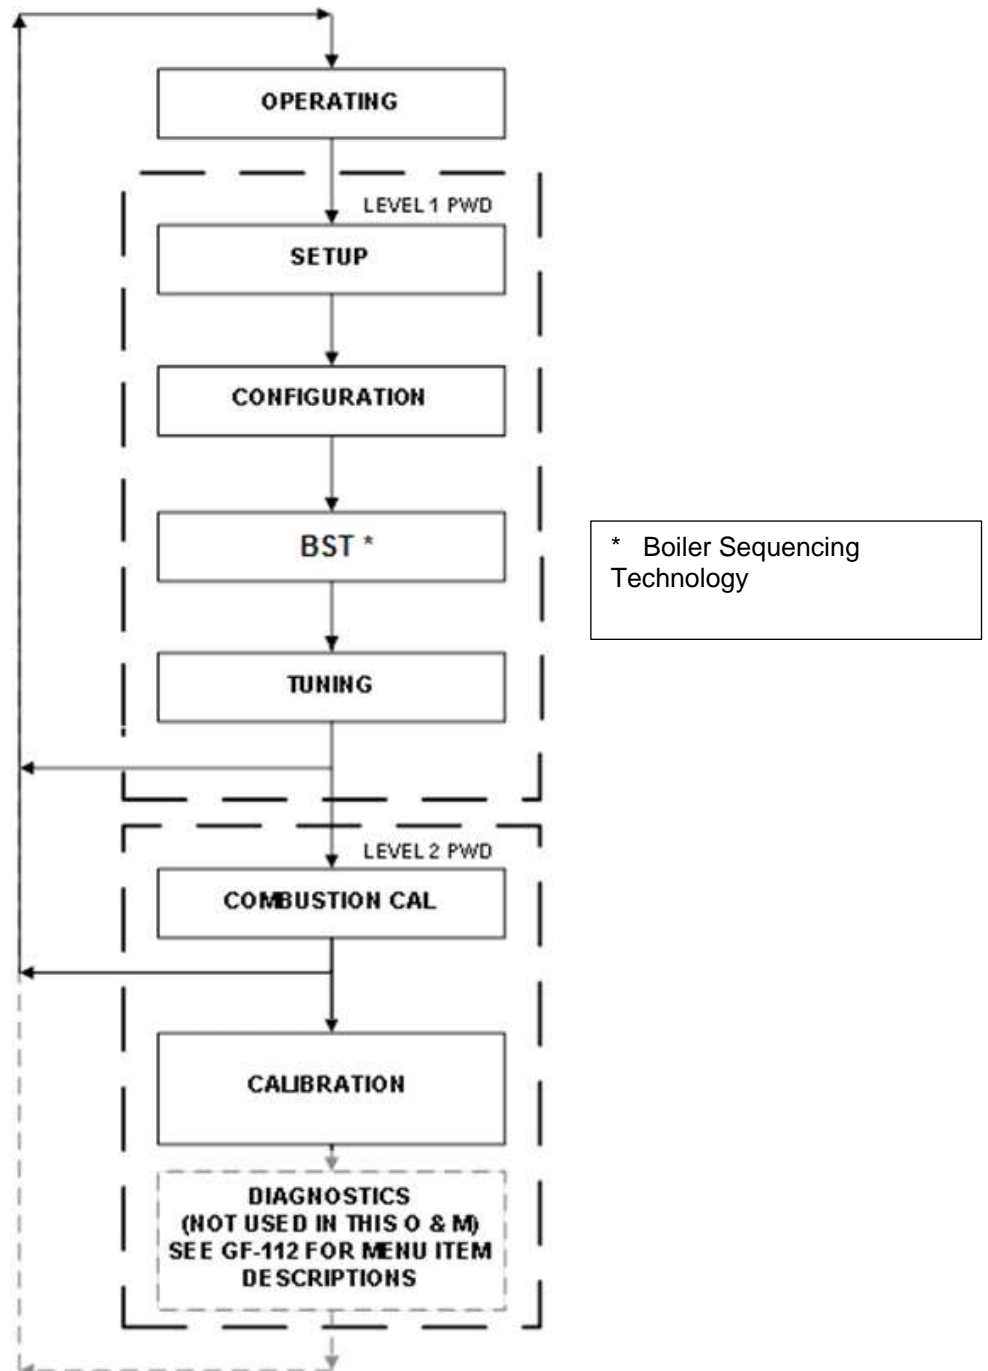 OPERATING
LEVEL 1 PWD
SETUP
CONFIGURATION
BST *
* Boiler Sequencing
Technology
TUNING
LEVEL 2 PWD
COMBUSTION CAL
CALIBRATION
DIAGNOSTICS
(NOT USED IN THIS O & M)
SEE GF-112 FOR MENU ITEM
DESCRIPTIONS